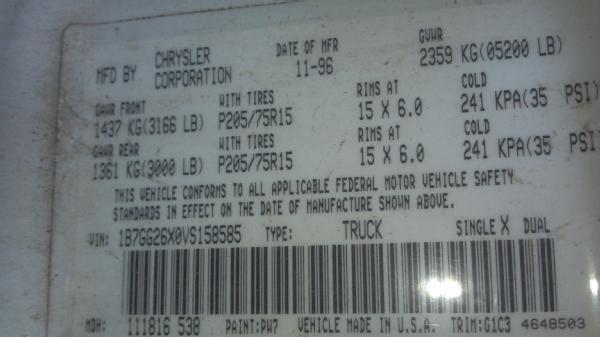 MFD BY CHRYSLER CORPORATION DATE OF MFR 11-96 GVWR 2359 KG(05200 LB)
GAWR FRONT WITH TIRES RIMS AT COLD
1437 KG(3166 LB) P205/75R15 15 X 6.0 241 KPA(35 PSI)
GAWR REAR WITH TIRES RIMS AT COLD
1361 KG(3000 LB) P205/75R15 15 X 6.0 241 KPA(35 PSI
THIS VEHICLE CONFORMS TO ALL APPLICABLE FEDERAL MOTOR VEHICLE SAFETY
STANDARDS IN EFFECT ON THE DATE OF MANUFACTURE SHOWN ABOVE.
VIN: 1B7GG26X0VS158585 TYPE: TRUCK SINGLE X DUAL
MDH: 111816 538 PAINT:PW7 VEHICLE MADE IN U.S.A. TRIM:G1C3 4648503